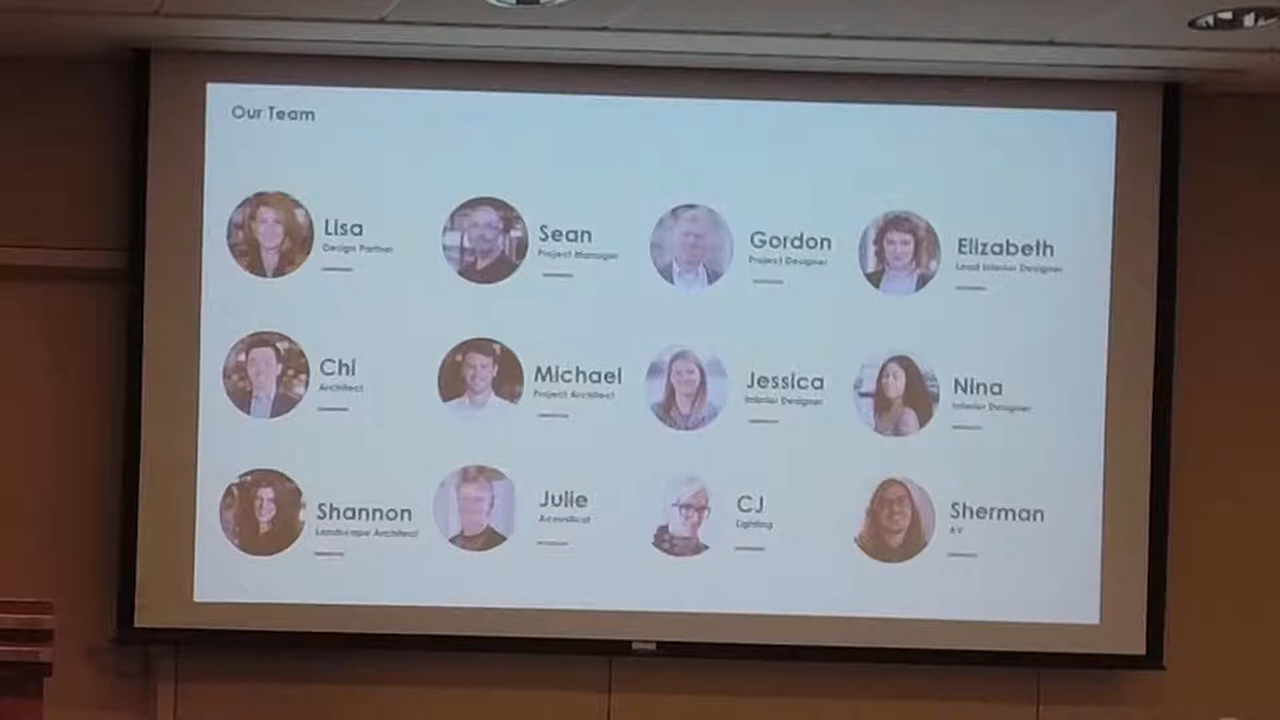 Our Team
Lisa
Design Partner
Sean
Project Manager
Gordon
Project Designer
Elizabeth
Lead Interior Designer
Chi
Architect
Michael
Project Architect
Jessica
Interior Designer
Nina
Interior Designer
Shannon
Landscape Architect
Julie
CJ
Lighting
Sherman
AV